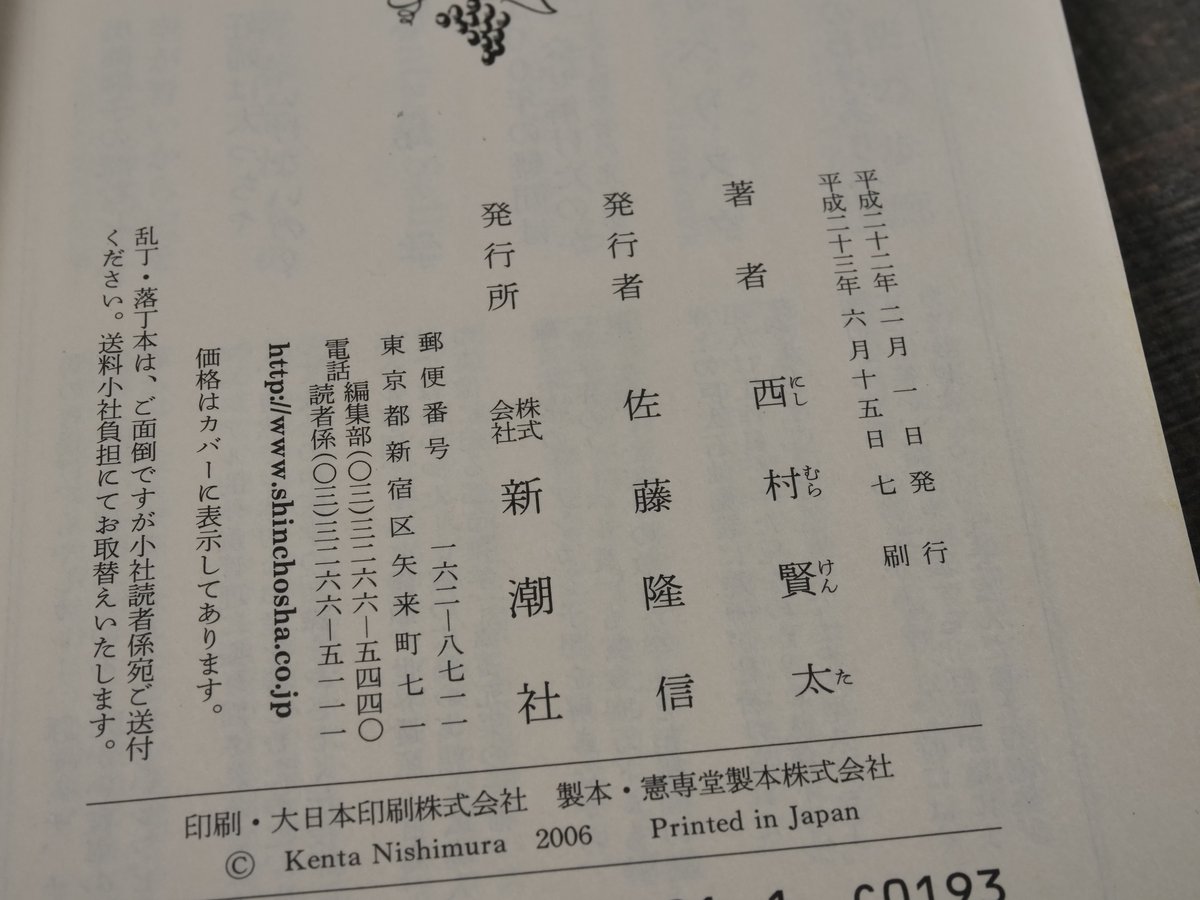 平成二十二年二月一日発行
平成二十三年六月十五日七刷
著者 西村賢太
にし むら けん た
発行者 佐藤隆信
発行所 株式会社 新潮社
郵便番号 一六二―八七一一
東京都新宿区矢来町七一
電話 編集部(〇三)三二六六―五四四〇
読者係(〇三)三二六六―五一一一
http://www.shinchosha.co.jp
価格はカバーに表示してあります。
乱丁・落丁本は、ご面倒ですが小社読者係宛ご送付
ください。送料小社負担にてお取替えいたします。
印刷・大日本印刷株式会社 製本・憲専堂製本株式会社
© Kenta Nishimura 2006 Printed in Japan
C0193